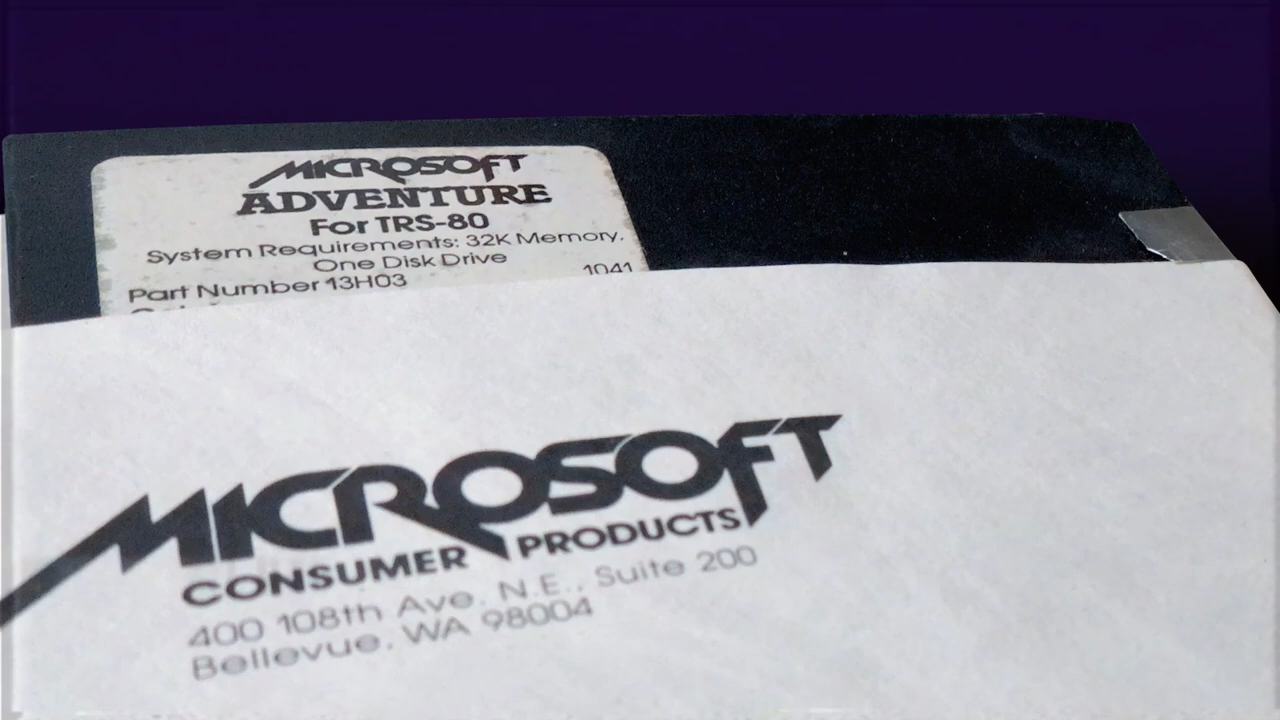 MICROSOFT
ADVENTURE
For TRS-80
System Requirements: 32K Memory,
One Disk Drive
1041
Part Number 13H03
MICROSOFT
CONSUMER PRODUCTS
400 108th Ave. N.E., Suite 200
Bellevue, WA 98004